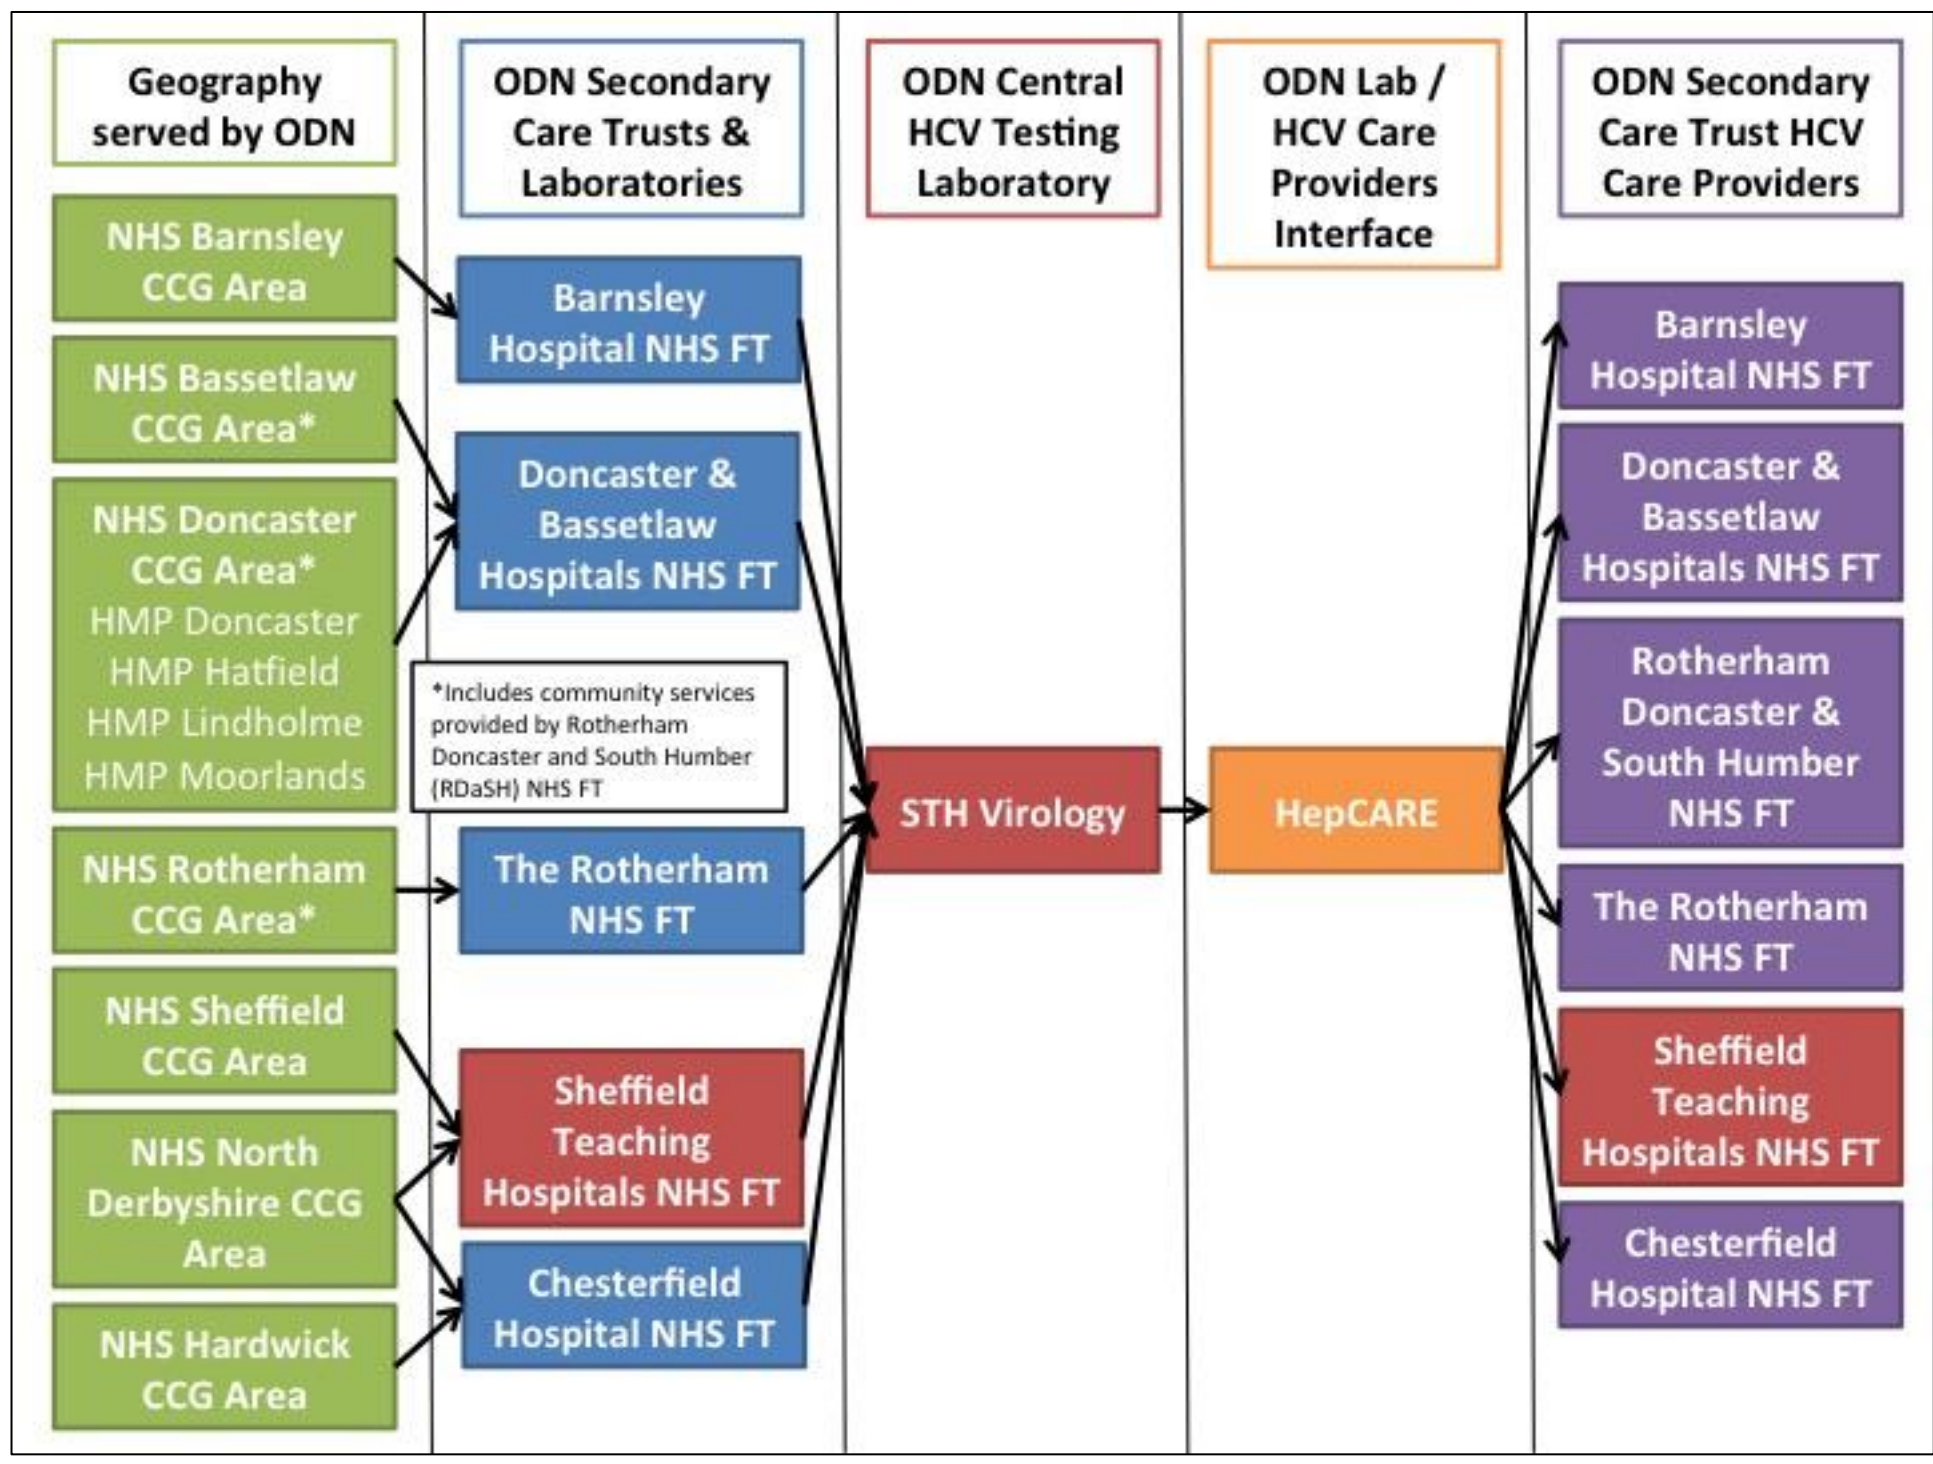 Geography
served by ODN
NHS Barnsley
CCG Area
NHS Bassetlaw
CCG Area*
NHS Doncaster
CCG Area*
HMP Doncaster
HMP Hatfield
HMP Lindholme
HMP Moorlands
NHS Rotherham
CCG Area*
NHS Sheffield
CCG Area
NHS North
Derbyshire CCG
Area
NHS Hardwick
CCG Area
ODN Secondary
Care Trusts &
Laboratories
Barnsley
Hospital NHS FT
Doncaster &
Bassetlaw
Hospitals NHS FT
*Includes community services
provided by Rotherham
Doncaster and South Humber
(RDaSH) NHS FT
The Rotherham
NHS FT
Sheffield
Teaching
Hospitals NHS FT
Chesterfield
Hospital NHS FT
ODN Central
HCV Testing
Laboratory
STH Virology
ODN Lab /
HCV Care
Providers
Interface
HepCARE
ODN Secondary
Care Trust HCV
Care Providers
Barnsley
Hospital NHS FT
Doncaster &
Bassetlaw
Hospitals NHS FT
Rotherham
Doncaster &
South Humber
NHS FT
The Rotherham
NHS FT
Sheffield
Teaching
Hospitals NHS FT
Chesterfield
Hospital NHS FT